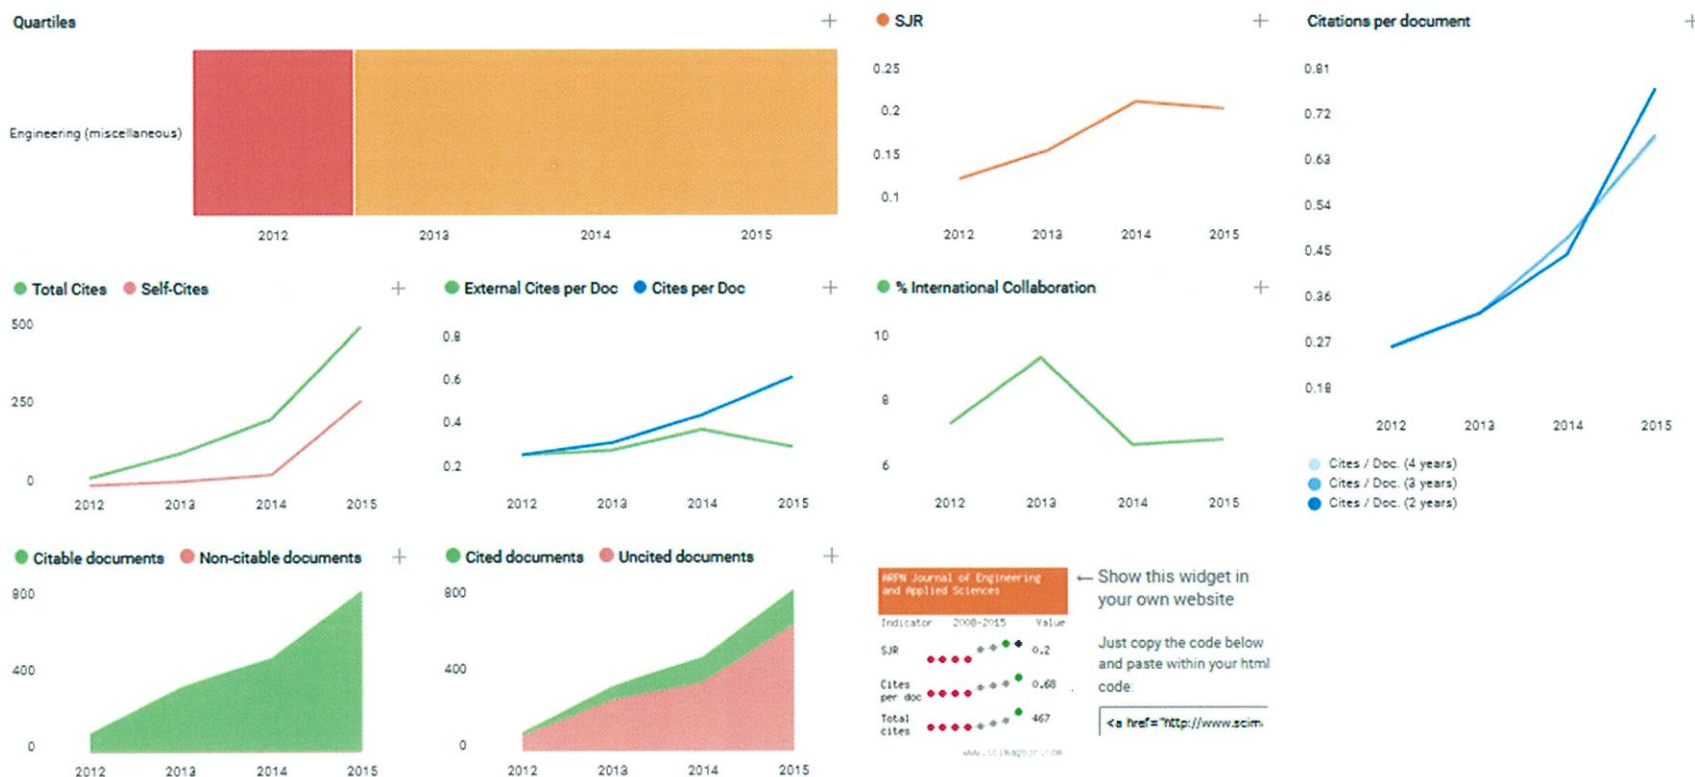 Quartiles
+
Engineering (miscellaneous)
2012 2013 2014 2015
SJR
+
0.25
0.2
0.15
0.1
2012 2013 2014 2015
Citations per document
+
0.81
0.72
0.63
0.54
0.45
0.36
0.27
0.18
2012 2013 2014 2015
Cites / Doc. (4 years)
Cites / Doc. (3 years)
Cites / Doc. (2 years)
Total Cites Self-Cites
+
500
250
0
2012 2013 2014 2015
External Cites per Doc Cites per Doc
+
0.8
0.6
0.4
0.2
2012 2013 2014 2015
% International Collaboration
+
10
8
6
2012 2013 2014 2015
Citable documents Non-citable documents
+
800
400
0
2012 2013 2014 2015
Cited documents Uncited documents
+
800
400
0
2012 2013 2014 2015
ARPN Journal of Engineering
and Applied Sciences
Indicator 2008-2015 Value
SJR 0.2
Cites
per doc 0.68
Total
cites 467
www.scimagojr.com
← Show this widget in
your own website
Just copy the code below
and paste within your html
code:
<a href="http://www.scim